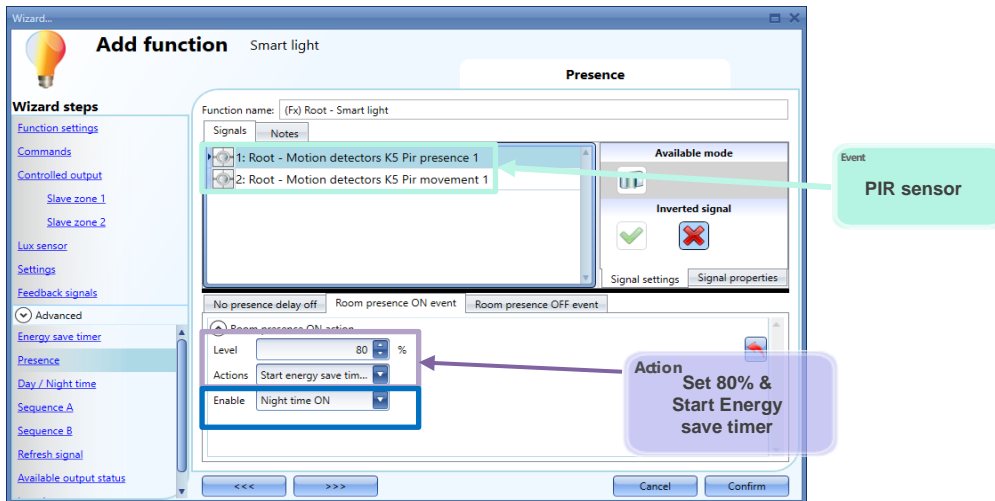 Wizard...
Add function Smart light
Presence
Wizard steps
Function settings
Commands
Controlled output
Slave zone 1
Slave zone 2
Lux sensor
Settings
Feedback signals
Advanced
Energy save timer
Presence
Day / Night time
Sequence A
Sequence B
Refresh signal
Available output status
Function name: (Fx) Root - Smart light
Signals Notes
1: Root - Motion detectors K5 Pir presence 1
2: Root - Motion detectors K5 Pir movement 1
Available mode
Inverted signal
Signal settings Signal properties
No presence delay off Room presence ON event Room presence OFF event
Room presence ON action
Level 80 %
Actions Start energy save tim...
Enable Night time ON
<<< >>> Cancel Confirm
Event
PIR sensor
Action
Set 80% &
Start Energy
save timer